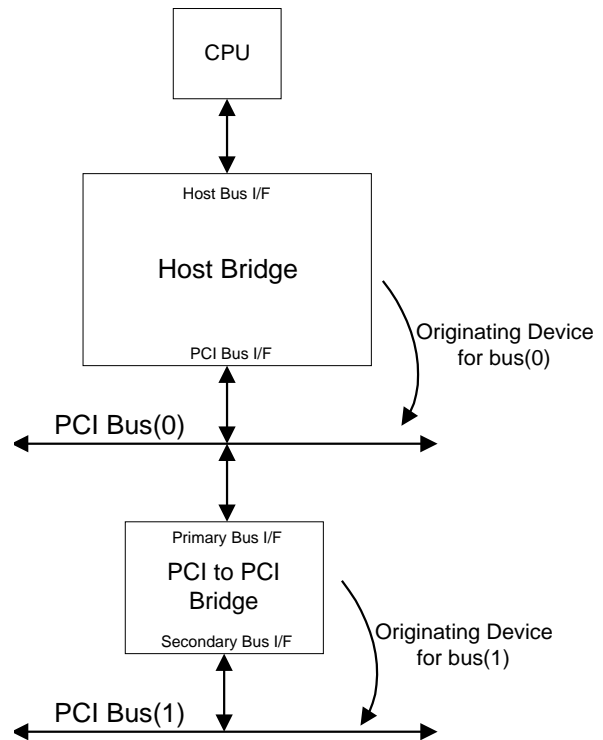 CPU
Host Bus I/F
Host Bridge
PCI Bus I/F
Originating Device
for bus(0)
PCI Bus(0)
Primary Bus I/F
PCI to PCI
Bridge
Secondary Bus I/F
Originating Device
for bus(1)
PCI Bus(1)